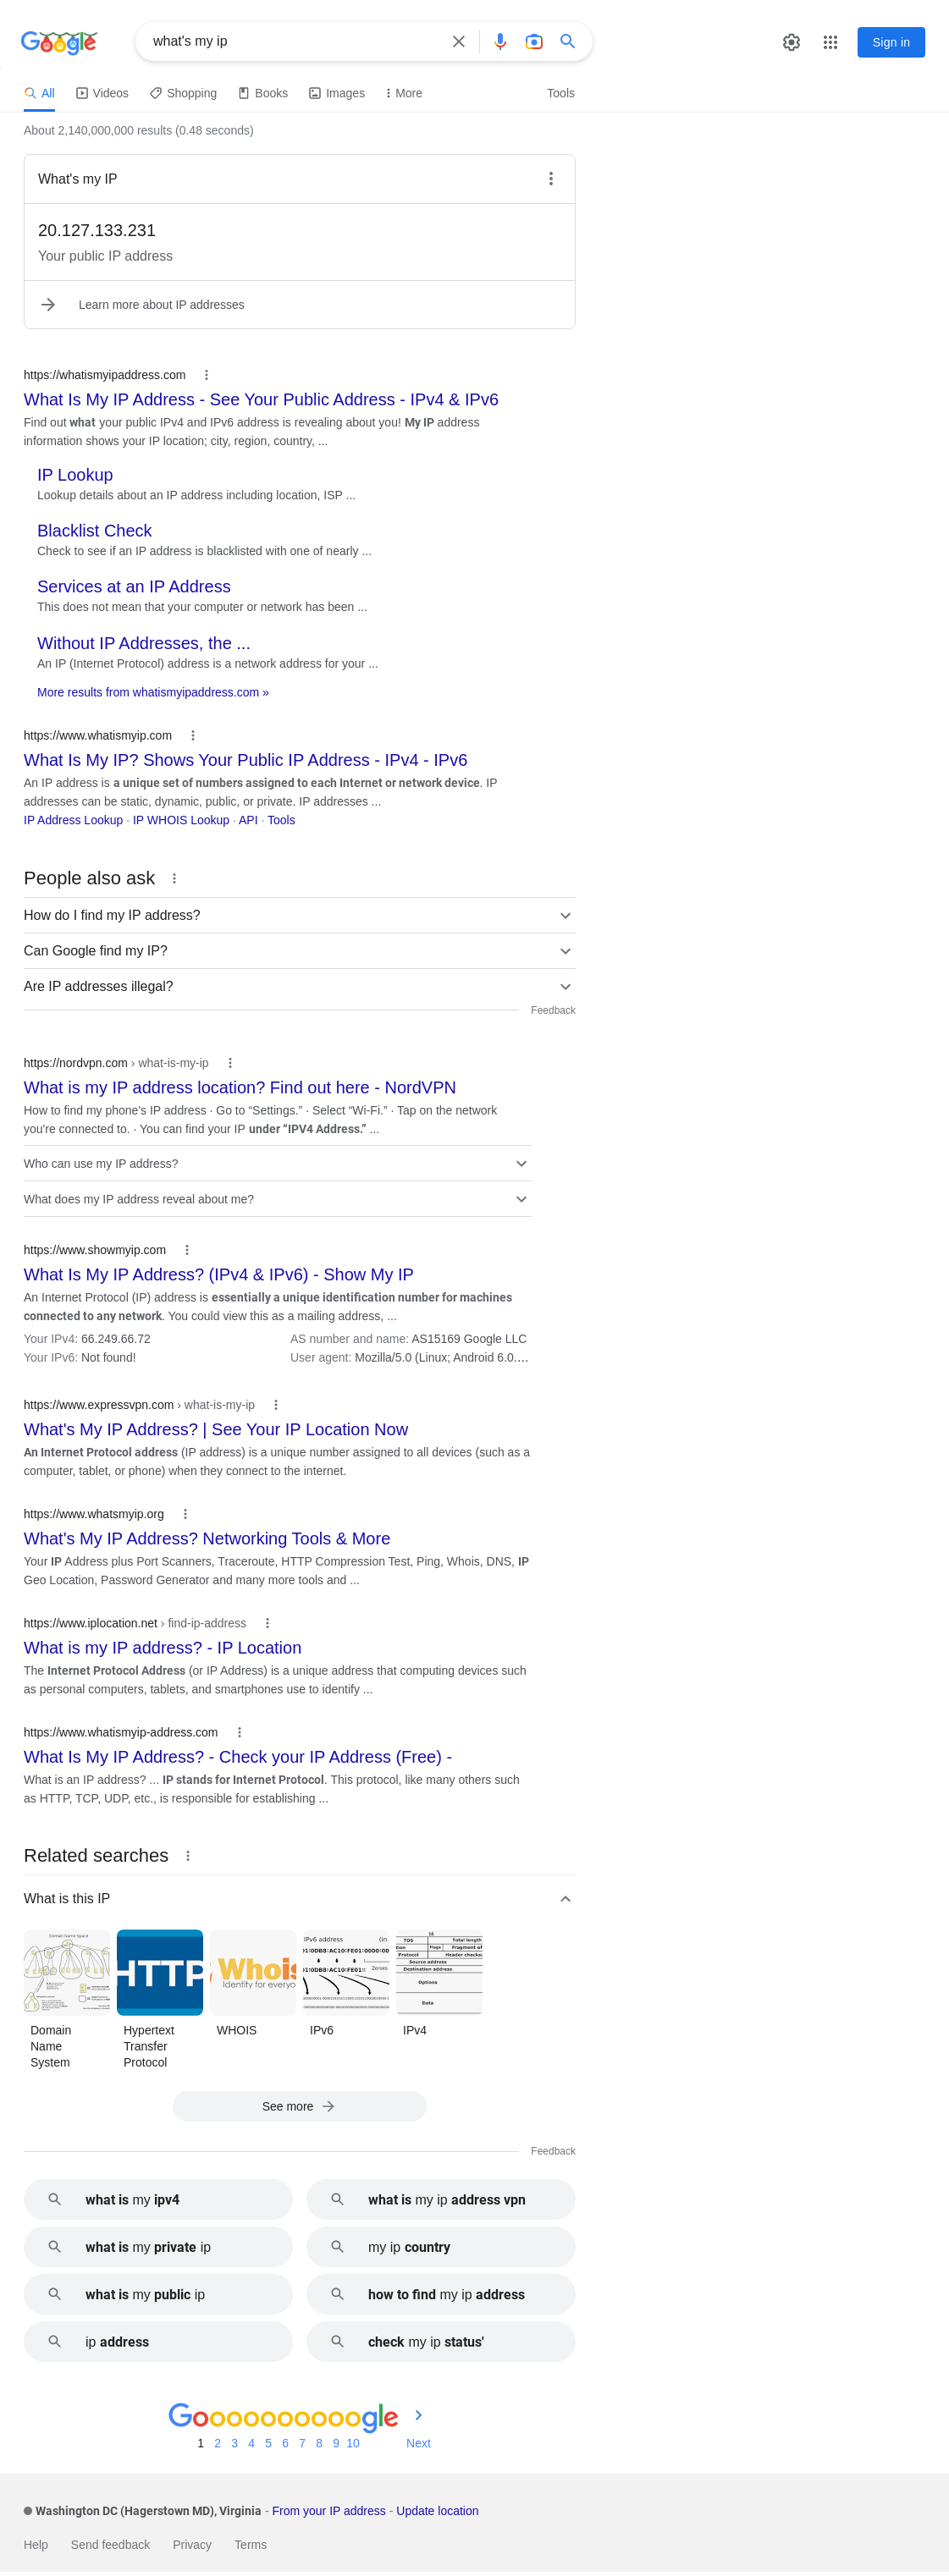 Google
what's my ip
Sign in
All Videos Shopping Books Images More Tools
About 2,140,000,000 results (0.48 seconds)
What's my IP
20.127.133.231
Your public IP address
Learn more about IP addresses
https://whatismyipaddress.com
What Is My IP Address - See Your Public Address - IPv4 & IPv6
Find out what your public IPv4 and IPv6 address is revealing about you! My IP address
information shows your IP location; city, region, country, ...
IP Lookup
Lookup details about an IP address including location, ISP ...
Blacklist Check
Check to see if an IP address is blacklisted with one of nearly ...
Services at an IP Address
This does not mean that your computer or network has been ...
Without IP Addresses, the ...
An IP (Internet Protocol) address is a network address for your ...
More results from whatismyipaddress.com »
https://www.whatismyip.com
What Is My IP? Shows Your Public IP Address - IPv4 - IPv6
An IP address is a unique set of numbers assigned to each Internet or network device. IP
addresses can be static, dynamic, public, or private. IP addresses ...
IP Address Lookup · IP WHOIS Lookup · API · Tools
People also ask
How do I find my IP address?
Can Google find my IP?
Are IP addresses illegal?
Feedback
https://nordvpn.com › what-is-my-ip
What is my IP address location? Find out here - NordVPN
How to find my phone's IP address · Go to “Settings.” · Select “Wi-Fi.” · Tap on the network
you're connected to. · You can find your IP under “IPV4 Address.” ...
Who can use my IP address?
What does my IP address reveal about me?
https://www.showmyip.com
What Is My IP Address? (IPv4 & IPv6) - Show My IP
An Internet Protocol (IP) address is essentially a unique identification number for machines
connected to any network. You could view this as a mailing address, ...
Your IPv4: 66.249.66.72 AS number and name: AS15169 Google LLC
Your IPv6: Not found! User agent: Mozilla/5.0 (Linux; Android 6.0....
https://www.expressvpn.com › what-is-my-ip
What's My IP Address? | See Your IP Location Now
An Internet Protocol address (IP address) is a unique number assigned to all devices (such as a
computer, tablet, or phone) when they connect to the internet.
https://www.whatsmyip.org
What's My IP Address? Networking Tools & More
Your IP Address plus Port Scanners, Traceroute, HTTP Compression Test, Ping, Whois, DNS, IP
Geo Location, Password Generator and many more tools and ...
https://www.iplocation.net › find-ip-address
What is my IP address? - IP Location
The Internet Protocol Address (or IP Address) is a unique address that computing devices such
as personal computers, tablets, and smartphones use to identify ...
https://www.whatismyip-address.com
What Is My IP Address? - Check your IP Address (Free) -
What is an IP address? ... IP stands for Internet Protocol. This protocol, like many others such
as HTTP, TCP, UDP, etc., is responsible for establishing ...
Related searches
What is this IP
Domain Name Space
HTTP
Whois
Identity for everyo
IPv6 address (in
Zeroes
TOS Total length
Flags Fragment of
Protocol Header checks
Source address
Destination address
Options
Data
Domain Name System
Hypertext Transfer Protocol
WHOIS
IPv6
IPv4
See more
Feedback
what is my ipv4 what is my ip address vpn
what is my private ip my ip country
what is my public ip how to find my ip address
ip address check my ip status'
Goooooooooogle
1 2 3 4 5 6 7 8 9 10 Next
Washington DC (Hagerstown MD), Virginia - From your IP address - Update location
Help Send feedback Privacy Terms